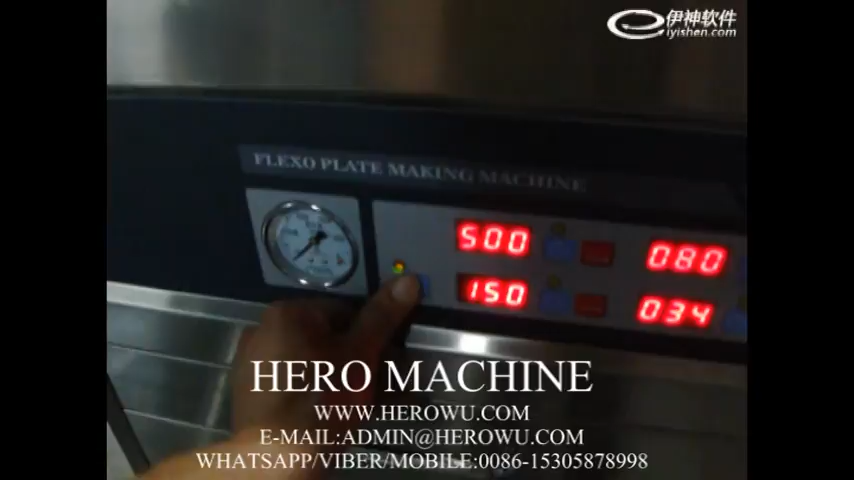 伊神软件
iyishen.com
FLEXO PLATE MAKING MACHINE
500
080
150
034
HERO MACHINE
WWW.HEROWU.COM
E-MAIL:ADMIN@HEROWU.COM
WHATSAPP/VIBER/MOBILE:0086-15305878998